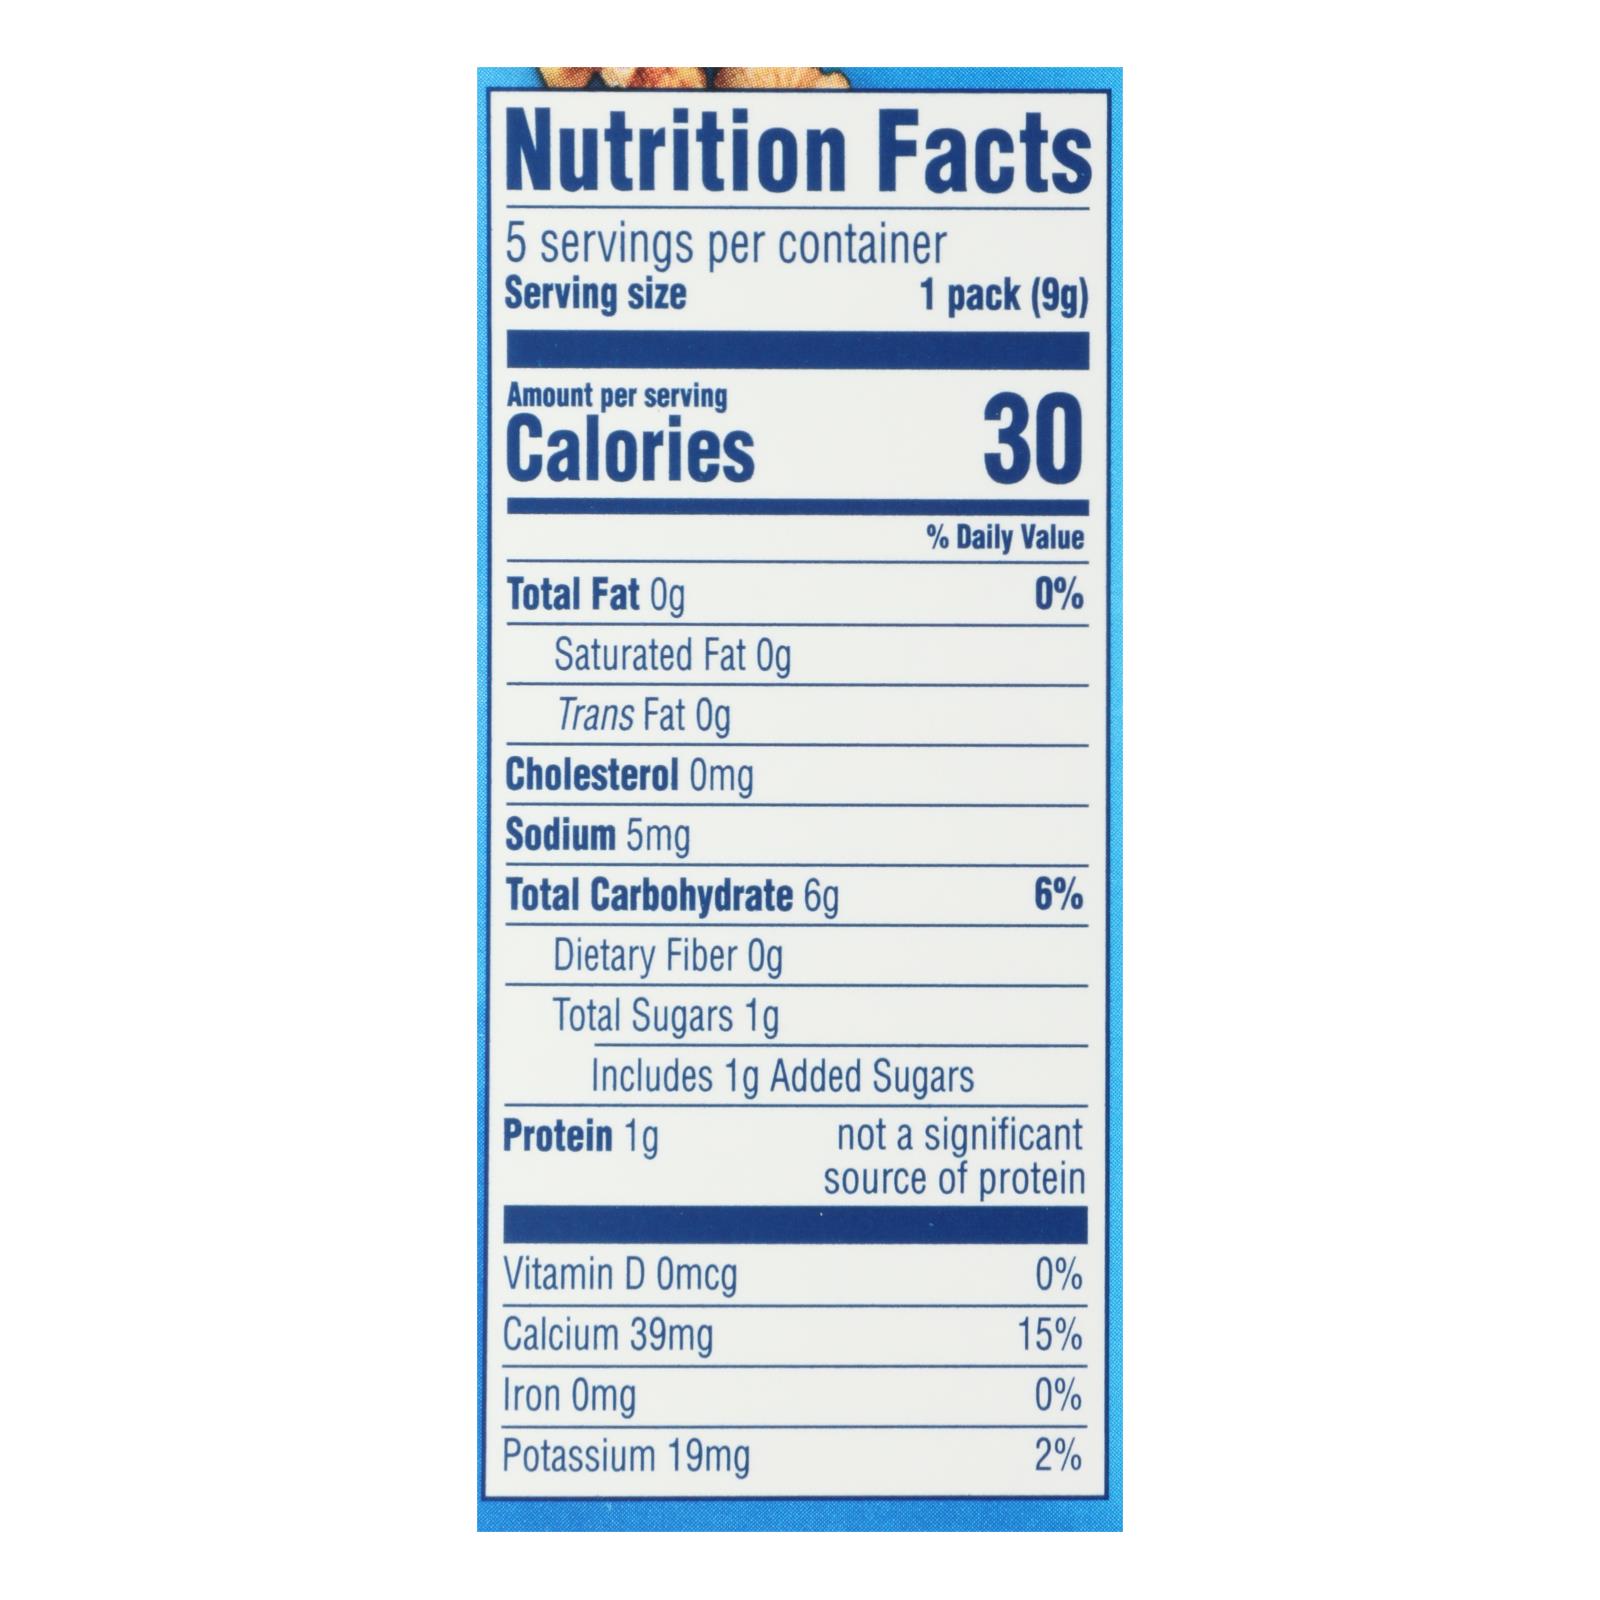 Nutrition Facts
5 servings per container
Serving size 1 pack (9g)
Amount per serving
Calories 30
% Daily Value
Total Fat 0g 0%
Saturated Fat 0g
Trans Fat 0g
Cholesterol 0mg
Sodium 5mg
Total Carbohydrate 6g 6%
Dietary Fiber 0g
Total Sugars 1g
Includes 1g Added Sugars
Protein 1g not a significant
source of protein
Vitamin D 0mcg 0%
Calcium 39mg 15%
Iron 0mg 0%
Potassium 19mg 2%